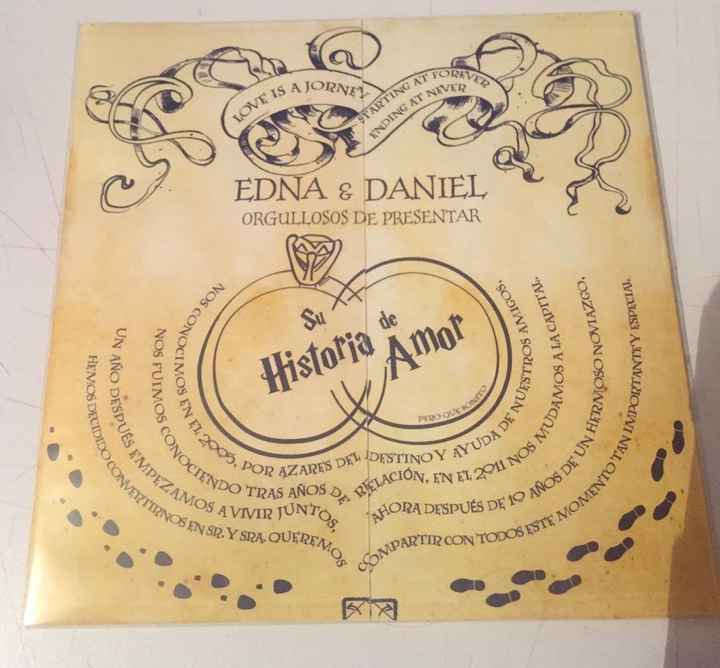 LOVE IS A JORNEY
STARTING AT FOREVER
ENDING AT NEVER
EDNA & DANIEL
ORGULLOSOS DE PRESENTAR
Su
Historia de
Amor
PERO QUE BONITO
NOS CONOCIMOS EN EL 2005, POR AZARES DEL DESTINO Y AYUDA DE NUESTROS AMIGOS,
NOS FUIMOS CONOCIENDO TRAS AÑOS DE RELACIÓN, EN EL 2011 NOS MUDAMOS A LA CAPITAL,
UN AÑO DESPUÉS EMPEZAMOS A VIVIR JUNTOS, AHORA DESPUÉS DE 10 AÑOS DE UN HERMOSO NOVIAZGO,
HEMOS DECIDIDO CONVERTIRNOS EN SR. Y SRA. QUEREMOS COMPARTIR CON TODOS ESTE MOMENTO TAN IMPORTANTE Y ESPECIAL